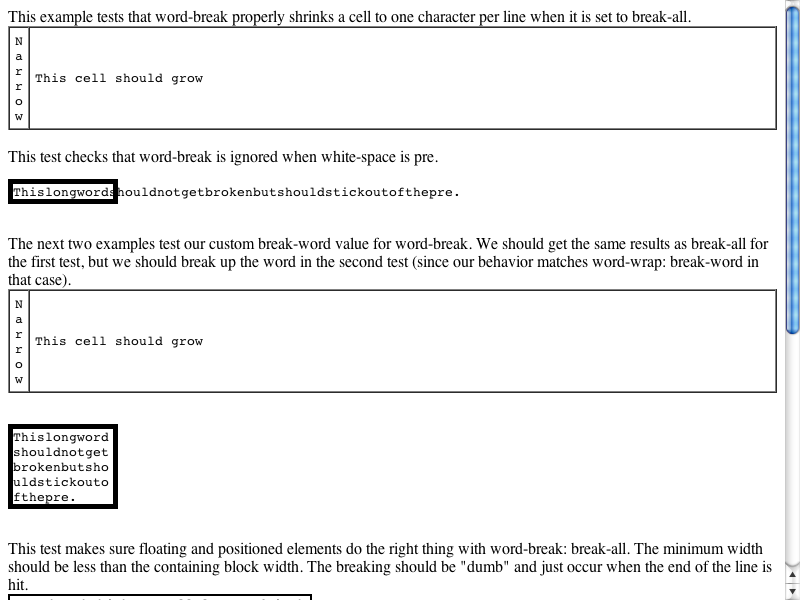 This example tests that word-break properly shrinks a cell to one character per line when it is set to break-all.
N
a
r
r
o
w
This cell should grow
This test checks that word-break is ignored when white-space is pre.
Thislongwordshouldnotgetbrokenbutshouldstickoutofthepre.
The next two examples test our custom break-word value for word-break. We should get the same results as break-all for
the first test, but we should break up the word in the second test (since our behavior matches word-wrap: break-word in
that case).
N
a
r
r
o
w
This cell should grow
Thislongword
shouldnotget
brokenbutsho
uldstickouto
fthepre.
This test makes sure floating and positioned elements do the right thing with word-break: break-all. The minimum width
should be less than the containing block width. The breaking should be "dumb" and just occur when the end of the line is
hit.